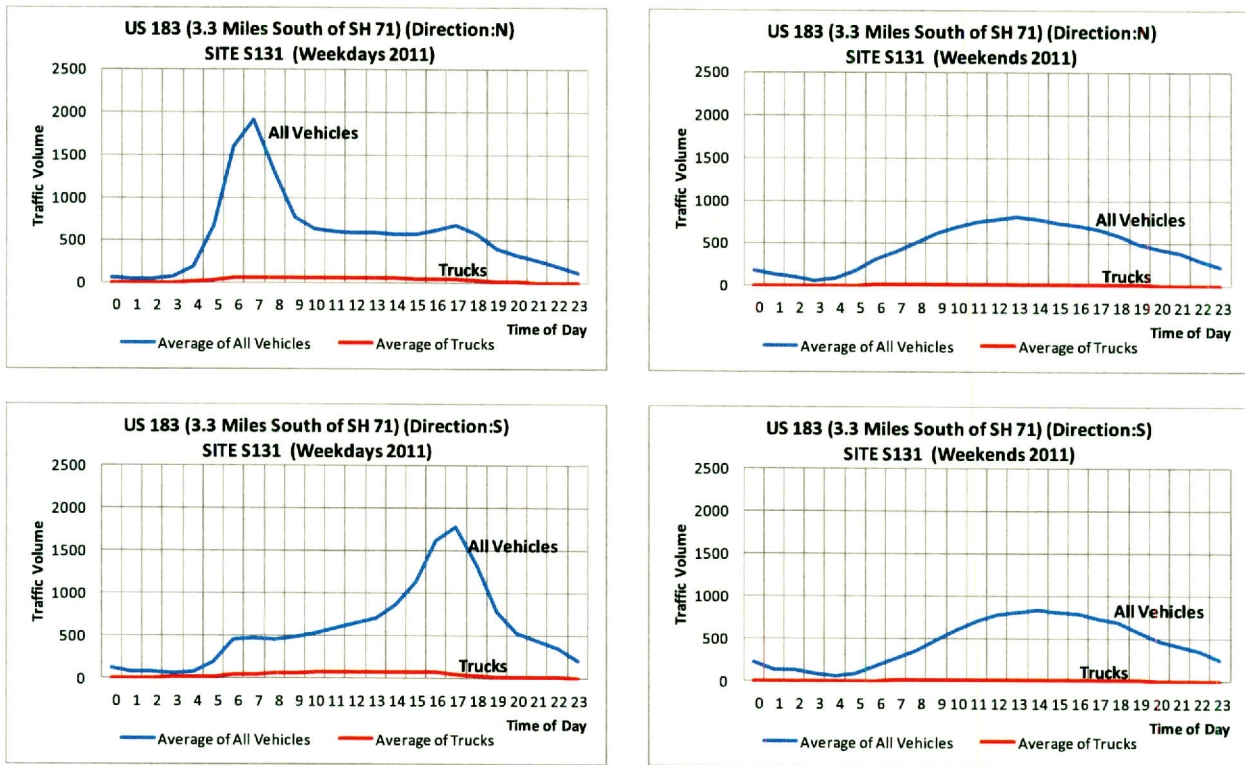 US 183 (3.3 Miles South of SH 71) (Direction:N)
SITE S131 (Weekdays 2011)
2500
2000
1500
1000
500
0
Traffic Volume
All Vehicles
Trucks
0 1 2 3 4 5 6 7 8 9 10 11 12 13 14 15 16 17 18 19 20 21 22 23
Time of Day
Average of All Vehicles Average of Trucks
US 183 (3.3 Miles South of SH 71) (Direction:N)
SITE S131 (Weekends 2011)
2500
2000
1500
1000
500
0
Traffic Volume
All Vehicles
Trucks
0 1 2 3 4 5 6 7 8 9 10 11 12 13 14 15 16 17 18 19 20 21 22 23
Time of Day
Average of All Vehicles Average of Trucks
US 183 (3.3 Miles South of SH 71) (Direction:S)
SITE S131 (Weekdays 2011)
2500
2000
1500
1000
500
0
Traffic Volume
All Vehicles
Trucks
0 1 2 3 4 5 6 7 8 9 10 11 12 13 14 15 16 17 18 19 20 21 22 23
Time of Day
Average of All Vehicles Average of Trucks
US 183 (3.3 Miles South of SH 71) (Direction:S)
SITE S131 (Weekends 2011)
2500
2000
1500
1000
500
0
Traffic Volume
All Vehicles
Trucks
0 1 2 3 4 5 6 7 8 9 10 11 12 13 14 15 16 17 18 19 20 21 22 23
Time of Day
Average of All Vehicles Average of Trucks